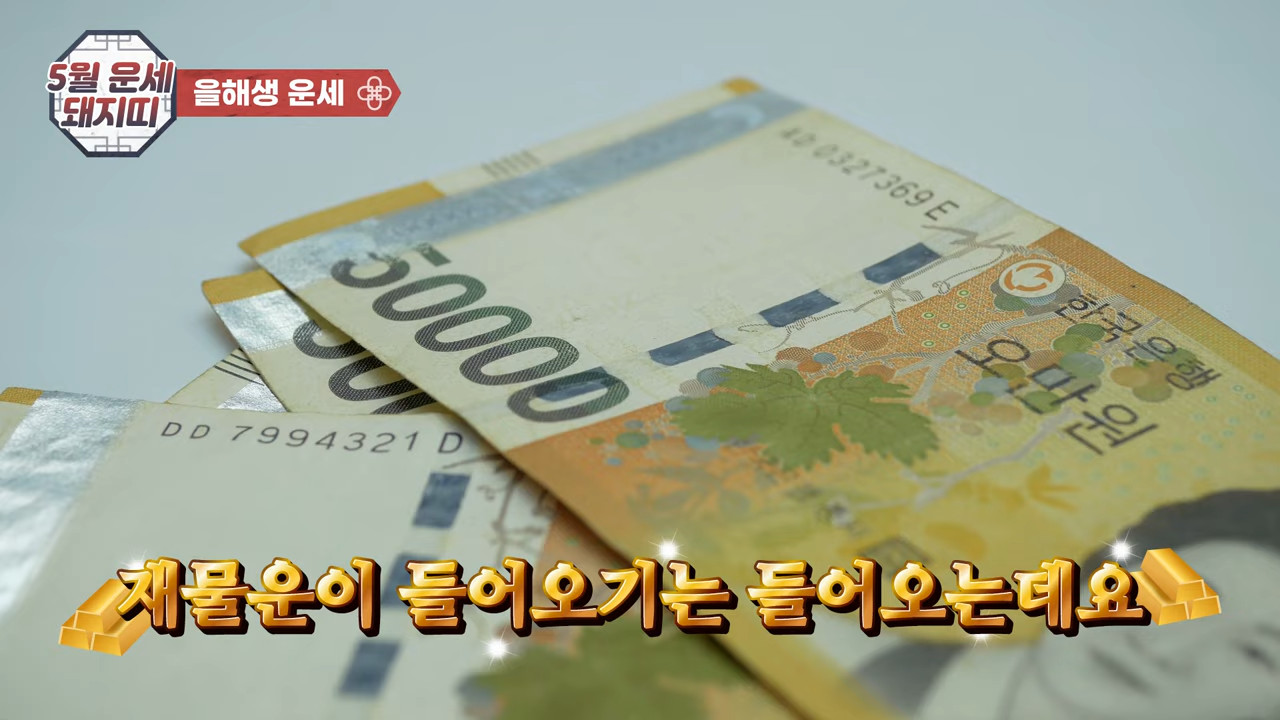 5월 운세
돼지띠
을해생 운세
AD 0327369 E
50000
한국은행
오만원
DD 7994321 D
재물운이 들어오기는 들어오는데요